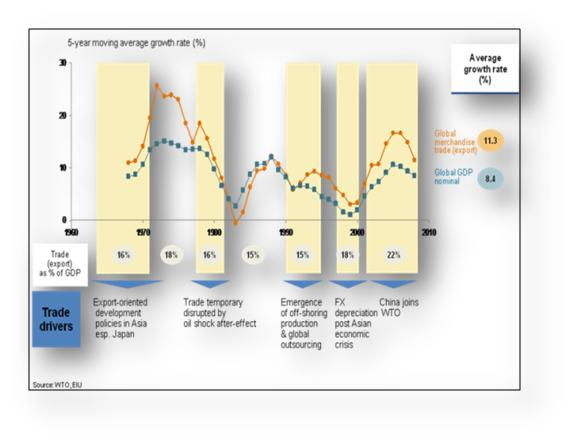 5-year moving average growth rate (%)
Average
growth rate
(%)
30
20
10
0
1960
1970
1980
1990
2000
2010
Global
merchandise
trade (export)
11.3
Global GDP
nominal
8.4
Trade
(export)
as % of GDP
16%
18%
16%
15%
15%
18%
22%
Trade
drivers
Export-oriented
development
policies in Asia
esp. Japan
Trade temporary
disrupted by
oil shock after-effect
Emergence
of off-shoring
production
& global
outsourcing
FX
depreciation
post Asian
economic
crisis
China joins
WTO
Source: WTO, EIU